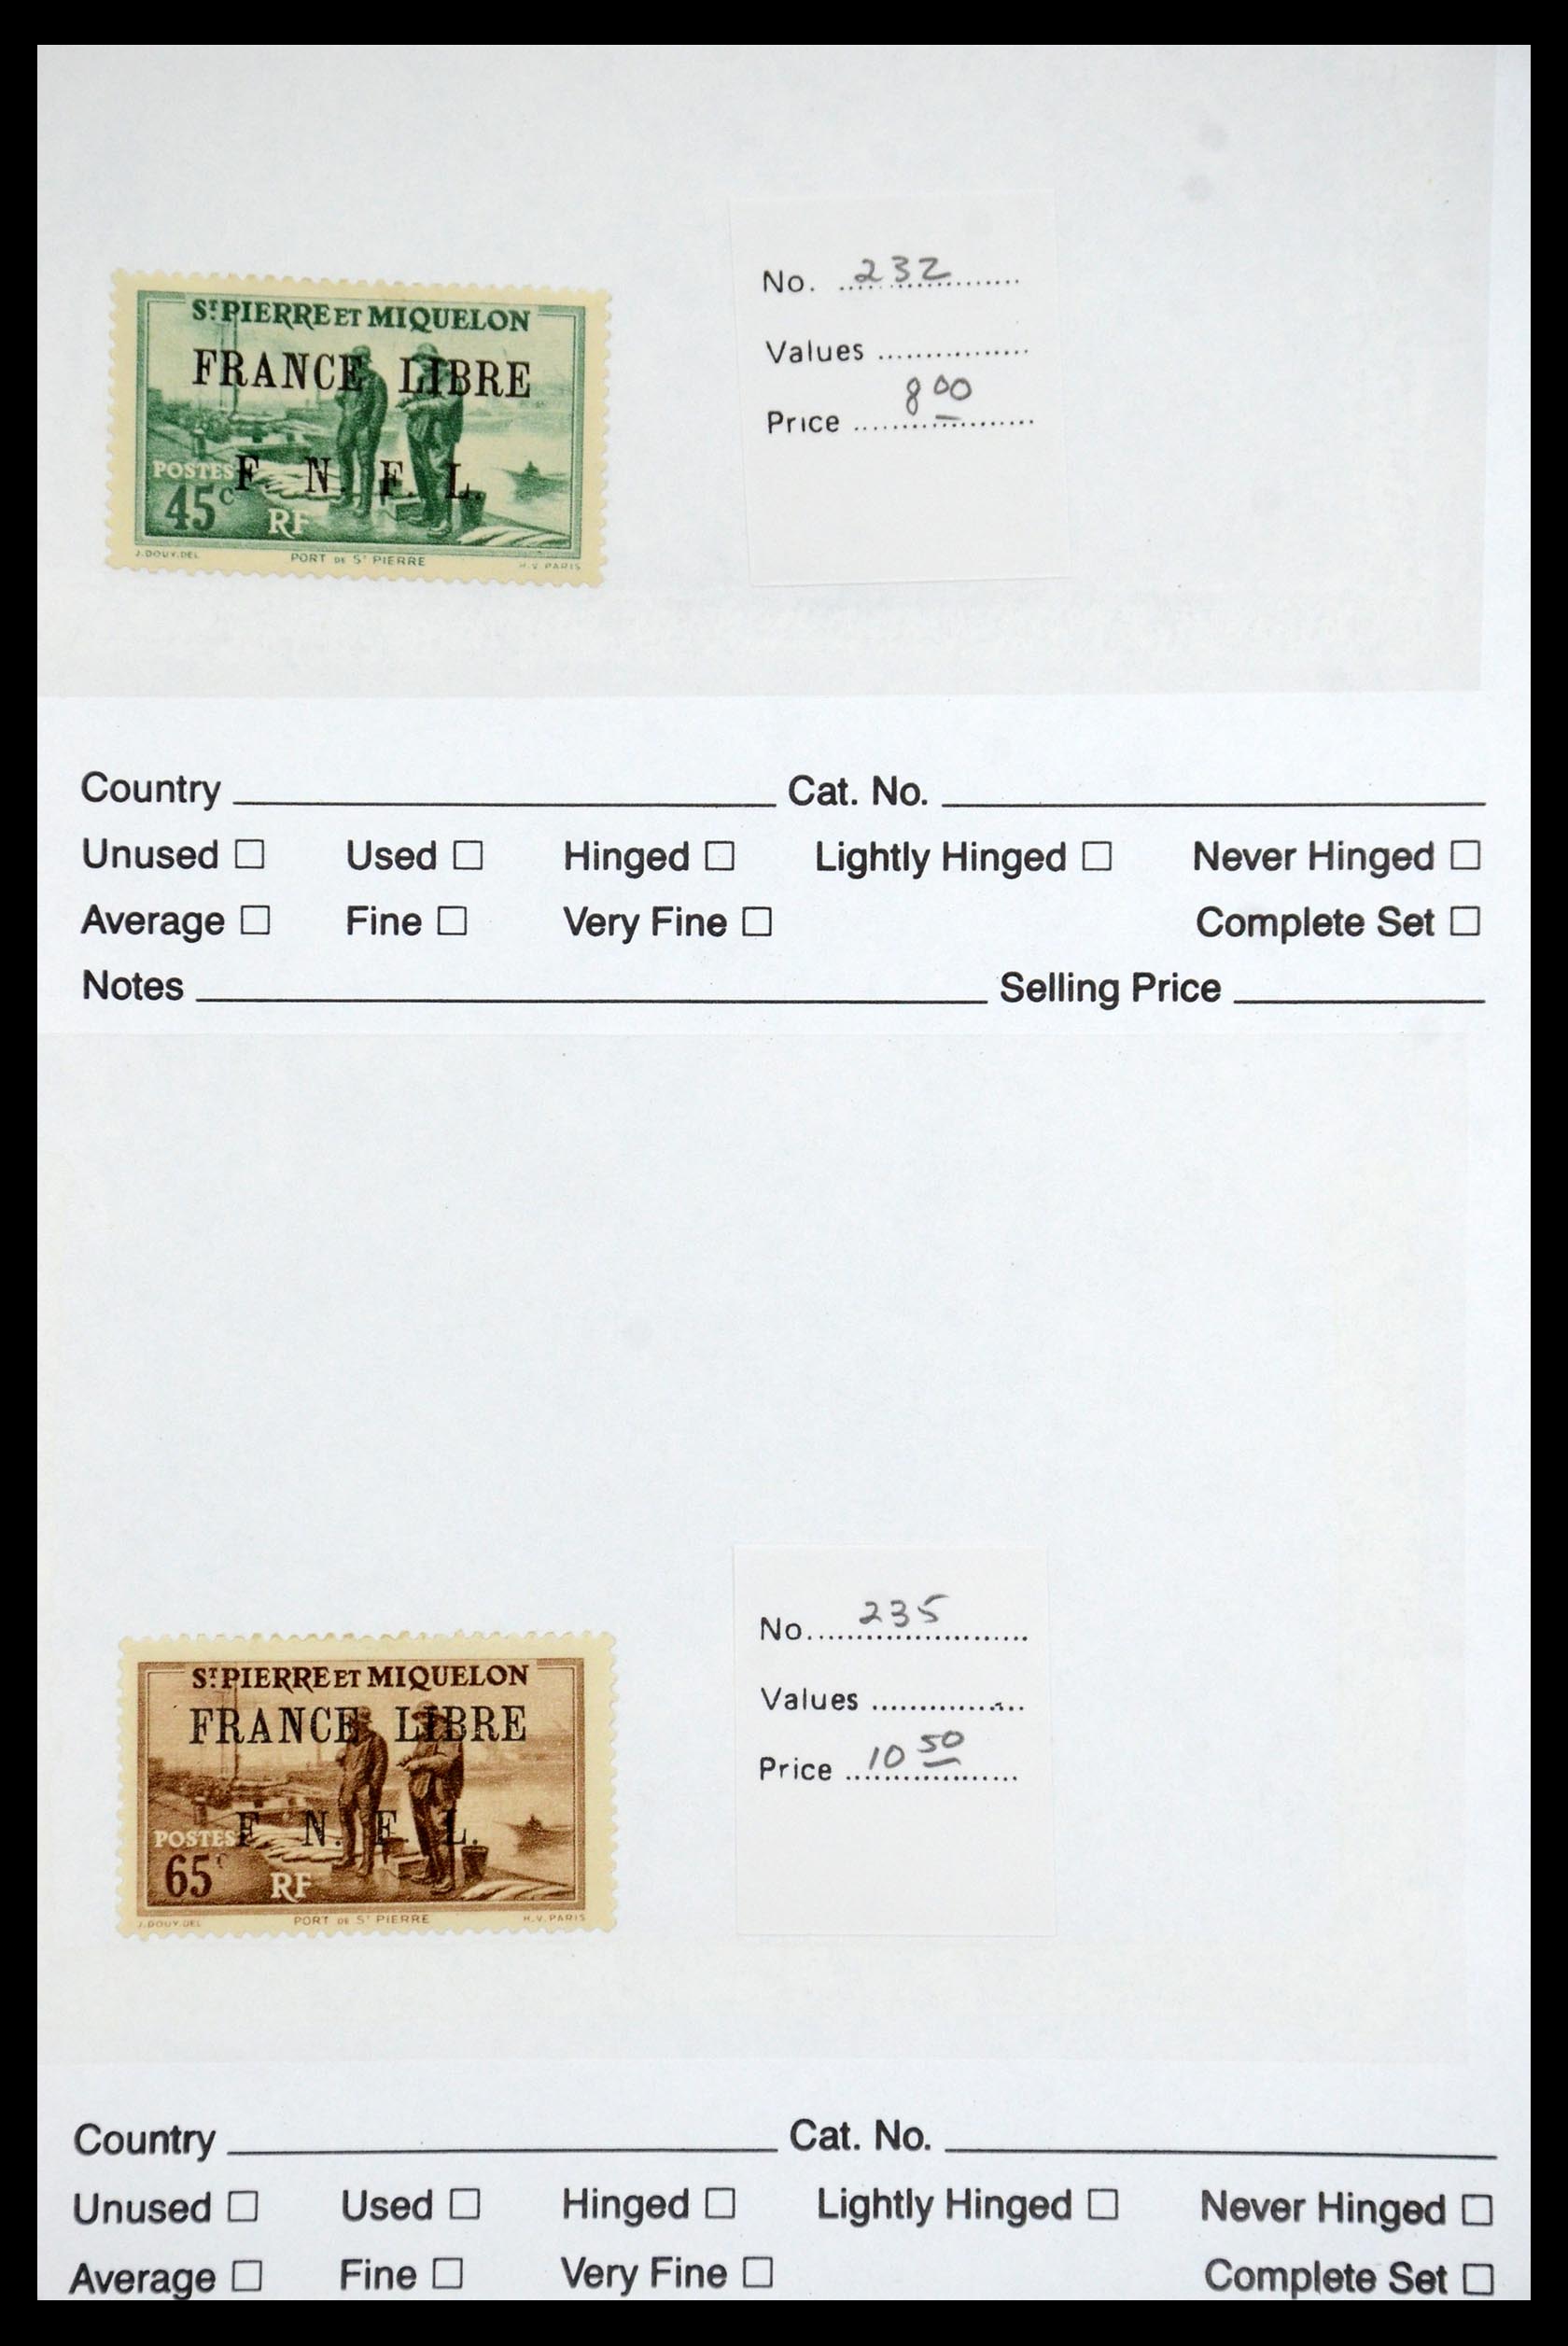 ST. PIERRE ET MIQUELON
FRANCE LIBRE
POSTES F. N. F. L.
45c RF
J. DOUY. DEL PORT DE ST PIERRE H.V. PARIS
No. 232
Values
Price 8 00
Country Cat. No.
Unused ☐ Used ☐ Hinged ☐ Lightly Hinged ☐ Never Hinged ☐
Average ☐ Fine ☐ Very Fine ☐ Complete Set ☐
Notes Selling Price
ST. PIERRE ET MIQUELON
FRANCE LIBRE
POSTES F. N. F. L.
65c RF
J. DOUY. DEL PORT DE ST PIERRE H.V. PARIS
No. 235
Values
Price 10 50
Country Cat. No.
Unused ☐ Used ☐ Hinged ☐ Lightly Hinged ☐ Never Hinged ☐
Average ☐ Fine ☐ Very Fine ☐ Complete Set ☐